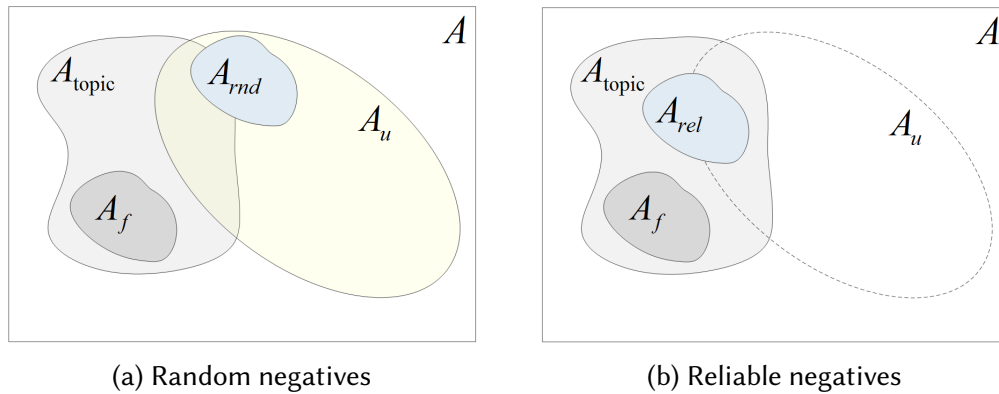 A
A_topic
A_rnd
A_u
A_f
(a) Random negatives
A
A_topic
A_rel
A_u
A_f
(b) Reliable negatives